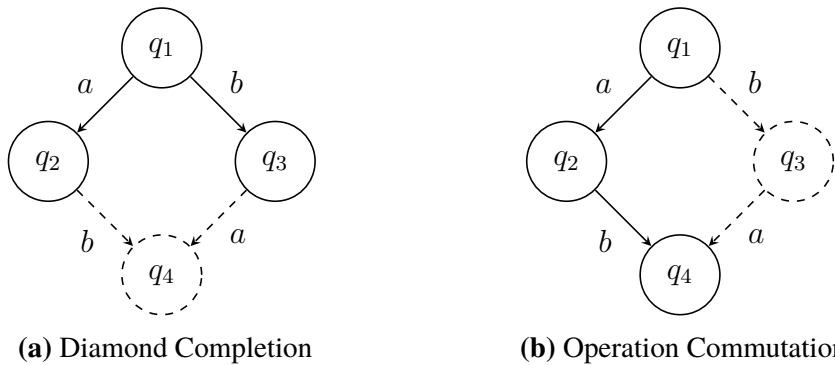 q1
q1
a
b
a
b
q2
q3
q2
q3
b
a
b
a
q4
q4
(a) Diamond Completion
(b) Operation Commutation